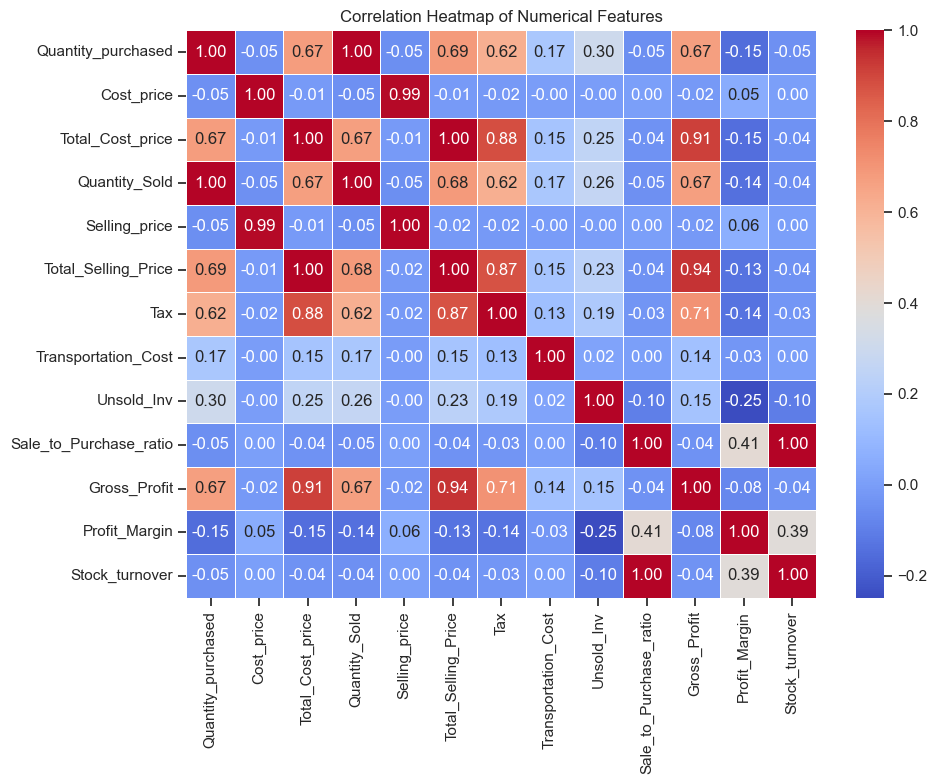 Correlation Heatmap of Numerical Features
Quantity_purchased 1.00 -0.05 0.67 1.00 -0.05 0.69 0.62 0.17 0.30 -0.05 0.67 -0.15 -0.05
Cost_price -0.05 1.00 -0.01 -0.05 0.99 -0.01 -0.02 -0.00 -0.00 0.00 -0.02 0.05 0.00
Total_Cost_price 0.67 -0.01 1.00 0.67 -0.01 1.00 0.88 0.15 0.25 -0.04 0.91 -0.15 -0.04
Quantity_Sold 1.00 -0.05 0.67 1.00 -0.05 0.68 0.62 0.17 0.26 -0.05 0.67 -0.14 -0.04
Selling_price -0.05 0.99 -0.01 -0.05 1.00 -0.02 -0.02 -0.00 -0.00 0.00 -0.02 0.06 0.00
Total_Selling_Price 0.69 -0.01 1.00 0.68 -0.02 1.00 0.87 0.15 0.23 -0.04 0.94 -0.13 -0.04
Tax 0.62 -0.02 0.88 0.62 -0.02 0.87 1.00 0.13 0.19 -0.03 0.71 -0.14 -0.03
Transportation_Cost 0.17 -0.00 0.15 0.17 -0.00 0.15 0.13 1.00 0.02 0.00 0.14 -0.03 0.00
Unsold_Inv 0.30 -0.00 0.25 0.26 -0.00 0.23 0.19 0.02 1.00 -0.10 0.15 -0.25 -0.10
Sale_to_Purchase_ratio -0.05 0.00 -0.04 -0.05 0.00 -0.04 -0.03 0.00 -0.10 1.00 -0.04 0.41 1.00
Gross_Profit 0.67 -0.02 0.91 0.67 -0.02 0.94 0.71 0.14 0.15 -0.04 1.00 -0.08 -0.04
Profit_Margin -0.15 0.05 -0.15 -0.14 0.06 -0.13 -0.14 -0.03 -0.25 0.41 -0.08 1.00 0.39
Stock_turnover -0.05 0.00 -0.04 -0.04 0.00 -0.04 -0.03 0.00 -0.10 1.00 -0.04 0.39 1.00
Quantity_purchased
Cost_price
Total_Cost_price
Quantity_Sold
Selling_price
Total_Selling_Price
Tax
Transportation_Cost
Unsold_Inv
Sale_to_Purchase_ratio
Gross_Profit
Profit_Margin
Stock_turnover
1.0
0.8
0.6
0.4
0.2
0.0
−0.2